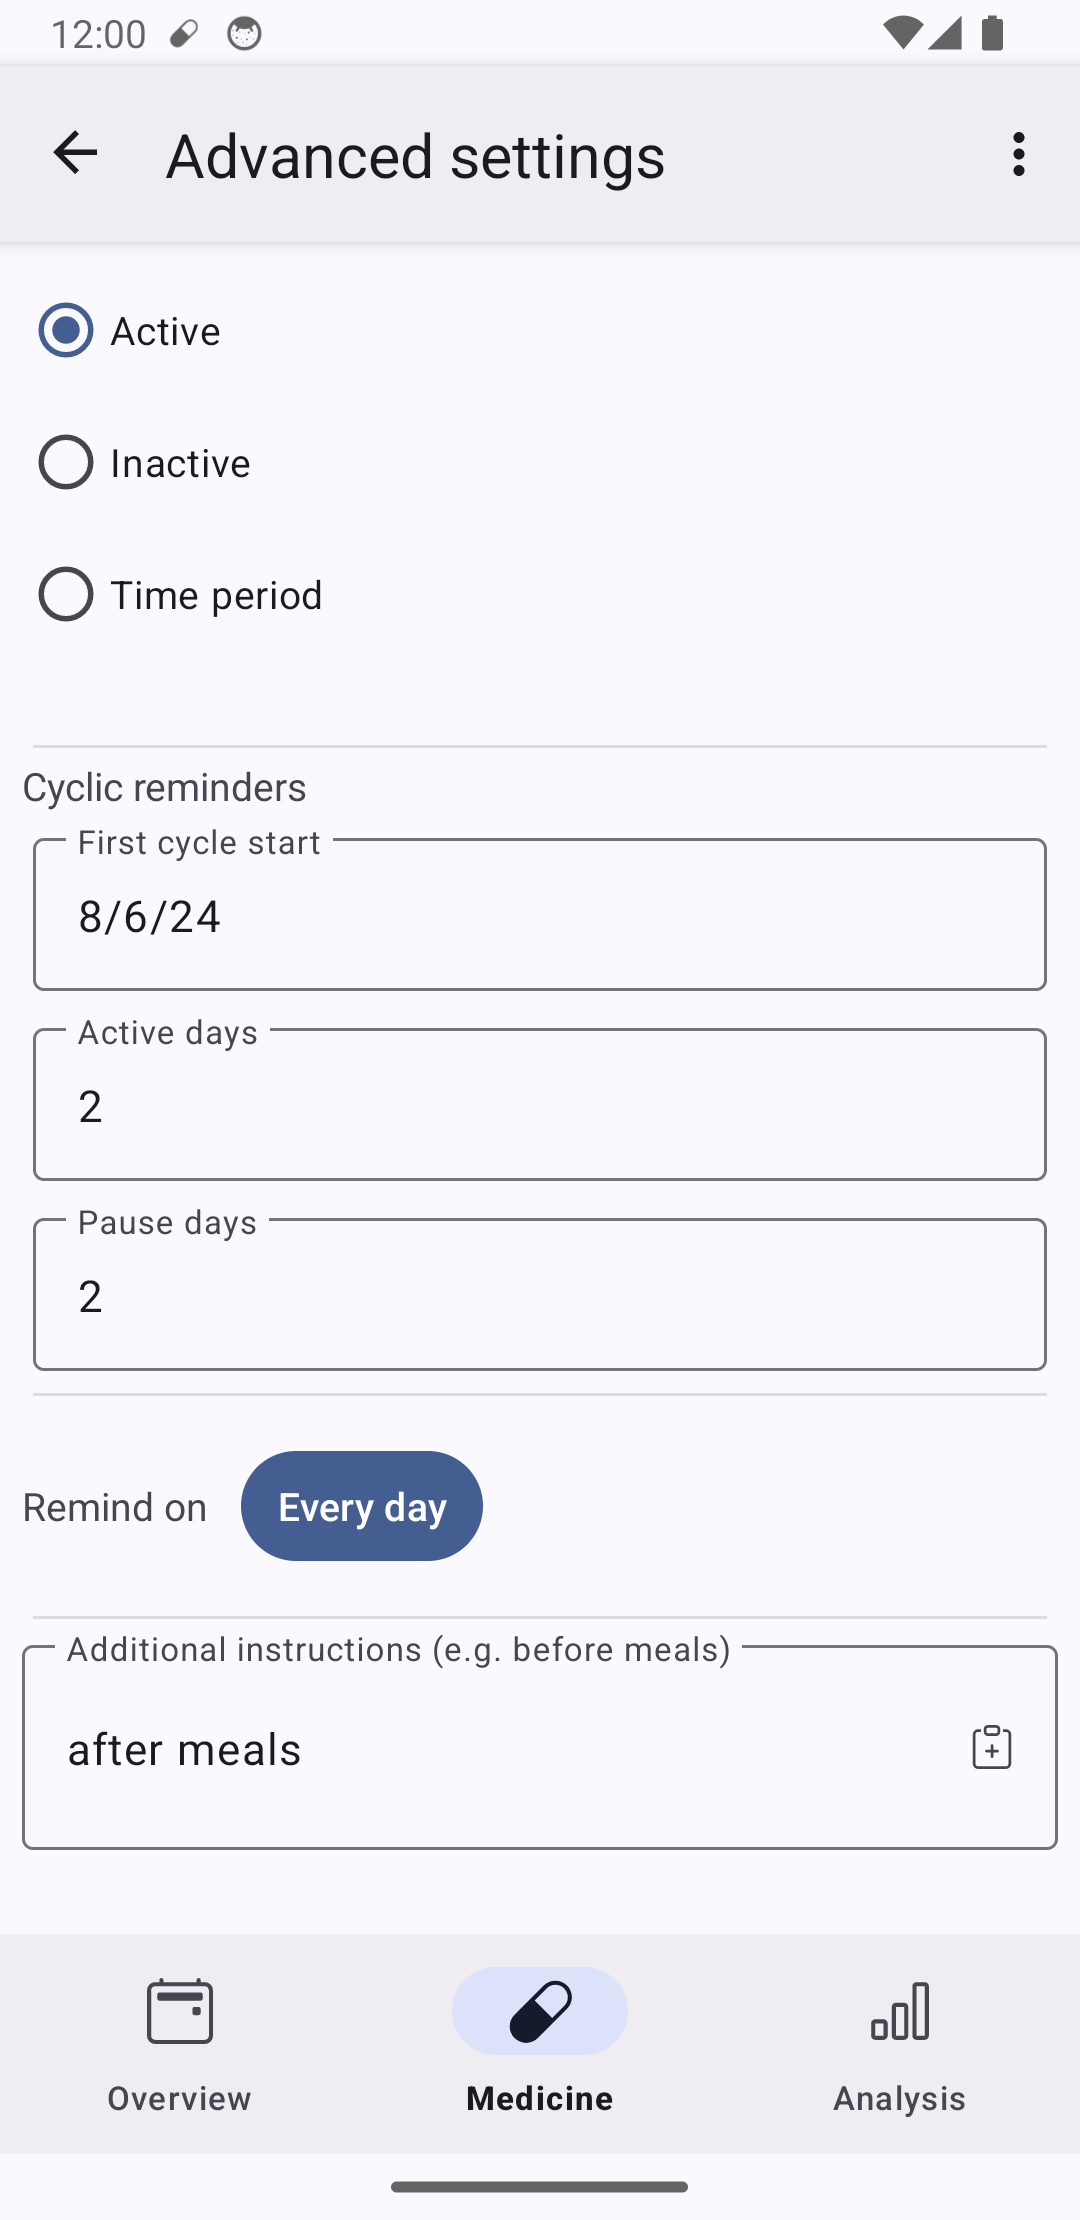 12:00
Advanced settings
Active
Inactive
Time period
Cyclic reminders
First cycle start
8/6/24
Active days
2
Pause days
2
Remind on
Every day
Additional instructions (e.g. before meals)
after meals
Overview
Medicine
Analysis